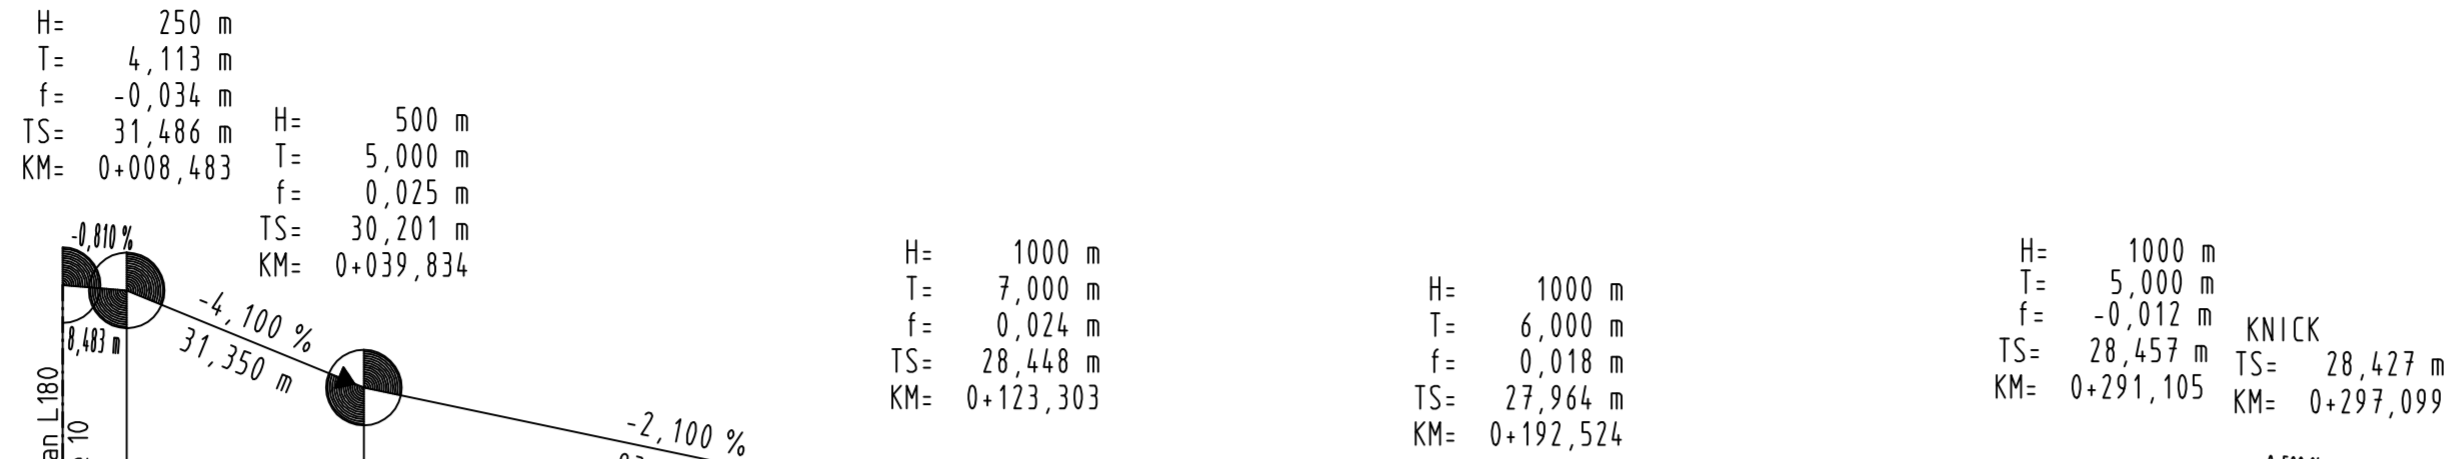 H= 250 m
T= 4,113 m
f= -0,034 m
TS= 31,486 m
KM= 0+008,483
H= 500 m
T= 5,000 m
f= 0,025 m
TS= 30,201 m
KM= 0+039,834
-0,810 %
8,483 m
-4,100 %
31,350 m
-2,100 %
L180
10
H= 1000 m
T= 7,000 m
f= 0,024 m
TS= 28,448 m
KM= 0+123,303
H= 1000 m
T= 6,000 m
f= 0,018 m
TS= 27,964 m
KM= 0+192,524
H= 1000 m
T= 5,000 m
f= -0,012 m
TS= 28,457 m
KM= 0+291,105
KNICK
TS= 28,427 m
KM= 0+297,099